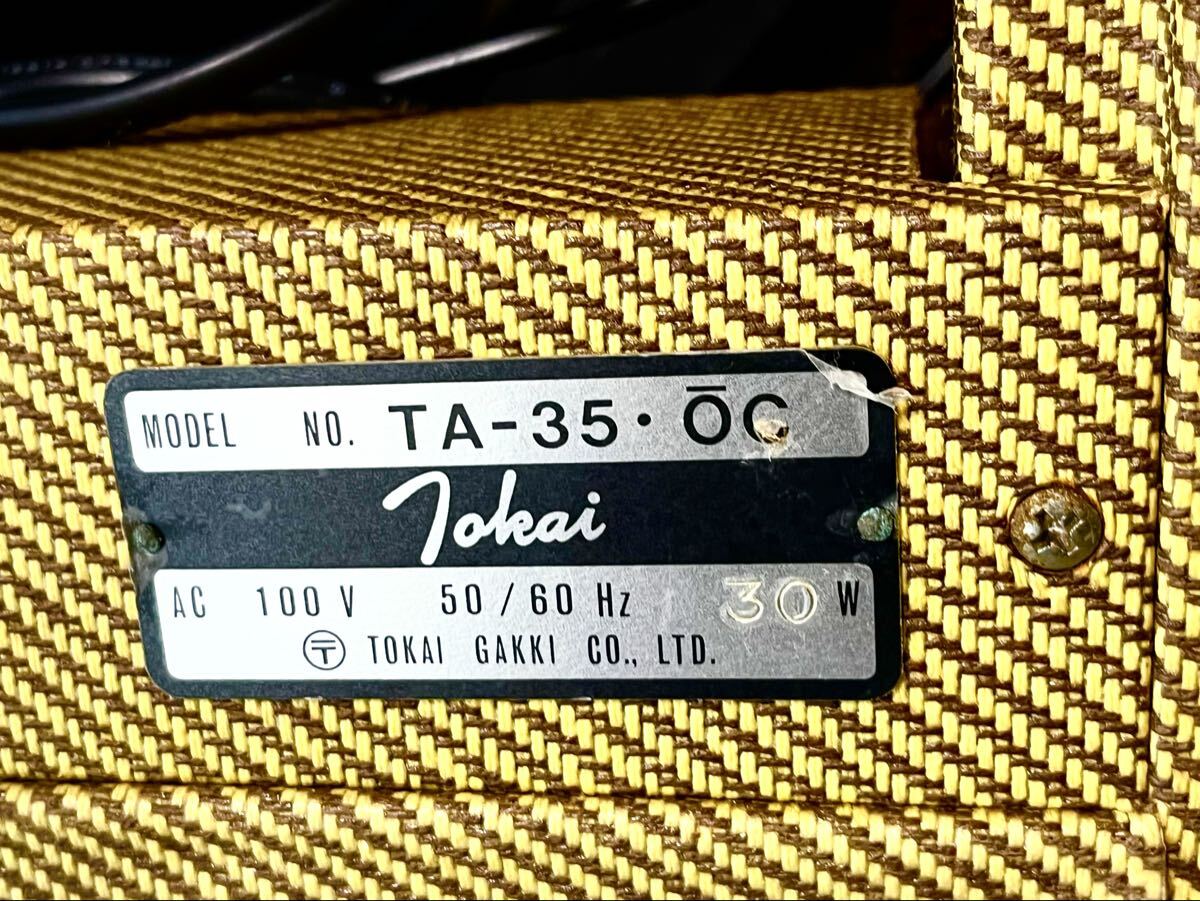 MODEL NO. TA-35・ŌC
Tokai
AC 100 V 50 / 60 Hz 30 W
〒 TOKAI GAKKI CO., LTD.